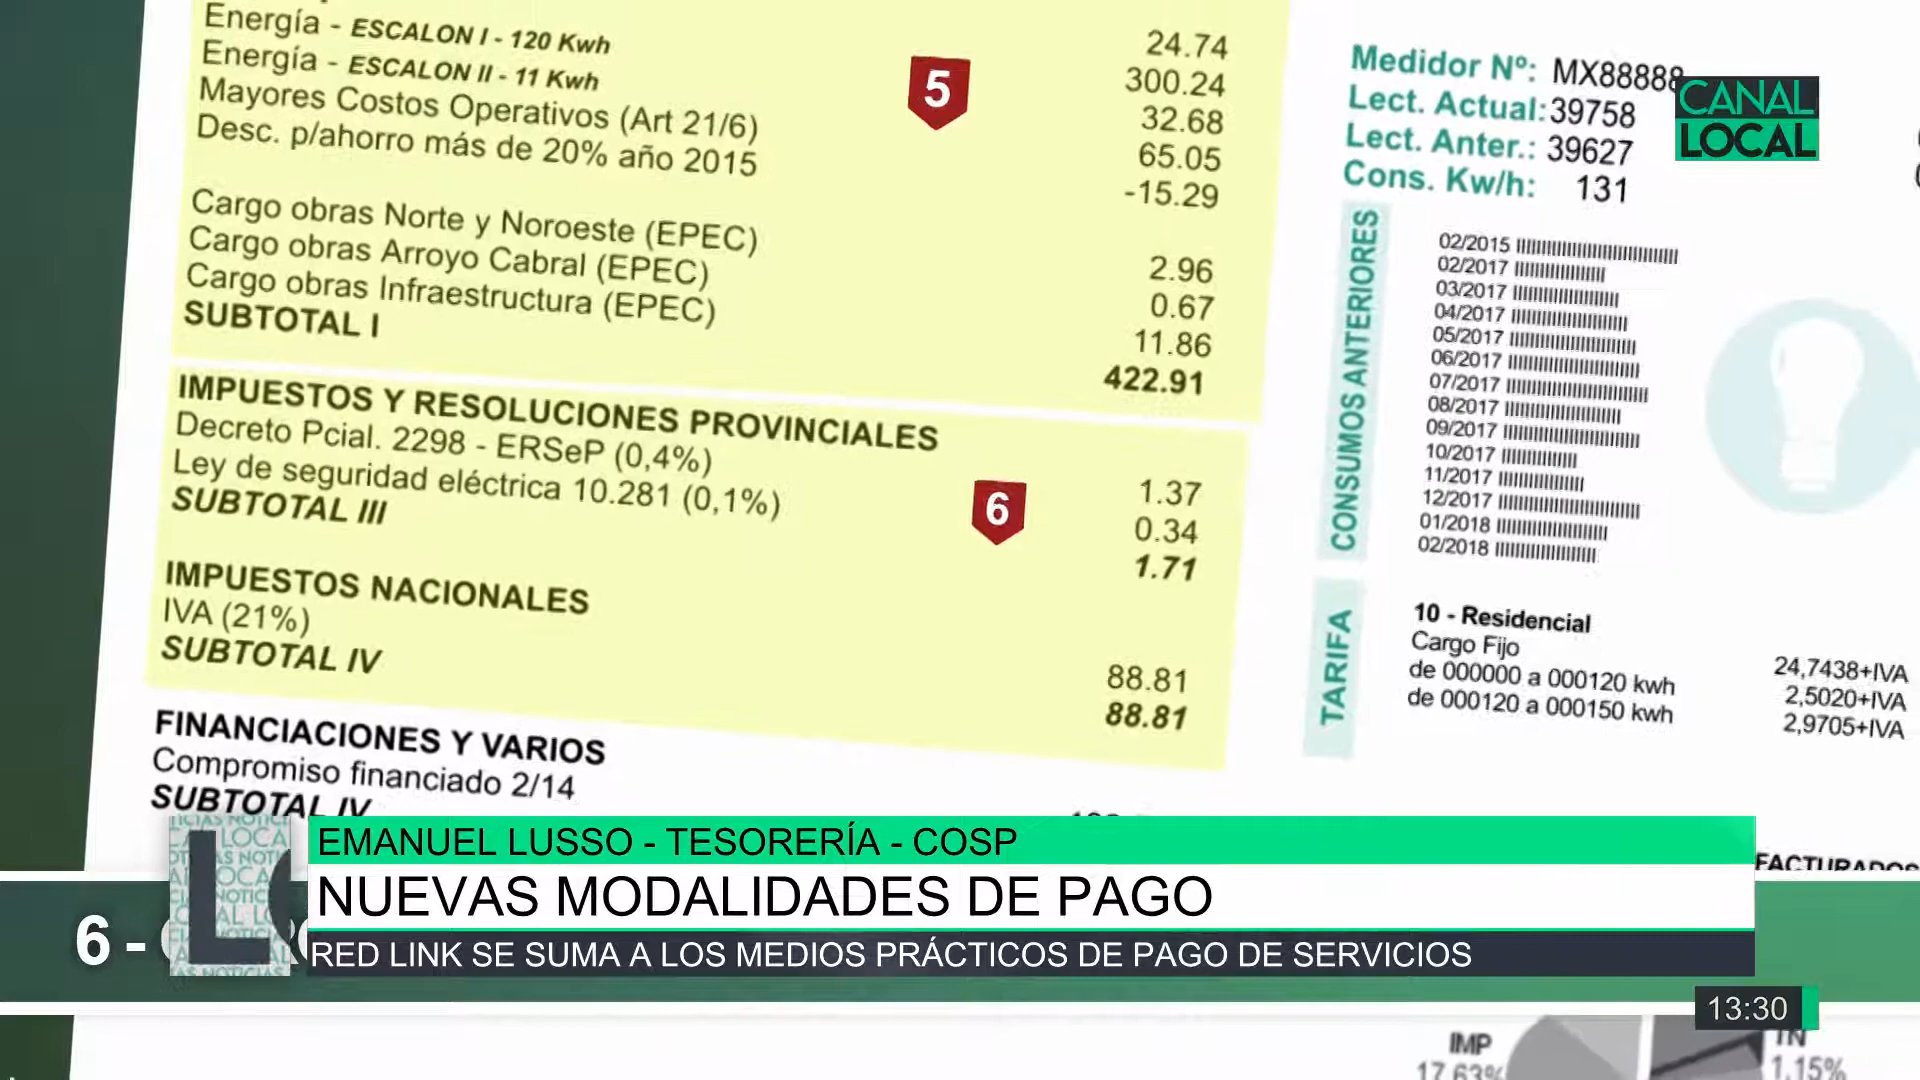 Energía - ESCALON I - 120 Kwh
Energía - ESCALON II - 11 Kwh
Mayores Costos Operativos (Art 21/6)
Desc. p/ahorro más de 20% año 2015
Cargo obras Norte y Noroeste (EPEC)
Cargo obras Arroyo Cabral (EPEC)
Cargo obras Infraestructura (EPEC)
SUBTOTAL I
24.74
300.24
32.68
65.05
-15.29
2.96
0.67
11.86
422.91
5
IMPUESTOS Y RESOLUCIONES PROVINCIALES
Decreto Pcial. 2298 - ERSeP (0,4%)
Ley de seguridad eléctrica 10.281 (0,1%)
SUBTOTAL III
1.37
0.34
1.71
6
IMPUESTOS NACIONALES
IVA (21%)
SUBTOTAL IV
88.81
88.81
FINANCIACIONES Y VARIOS
Compromiso financiado 2/14
SUBTOTAL IV
Medidor Nº: MX88888
Lect. Actual: 39758
Lect. Anter.: 39627
Cons. Kw/h: 131
CANAL
LOCAL
CONSUMOS ANTERIORES
02/2015
02/2017
03/2017
04/2017
05/2017
06/2017
07/2017
08/2017
09/2017
10/2017
11/2017
12/2017
01/2018
02/2018
TARIFA
10 - Residencial
Cargo Fijo
de 000000 a 000120 kwh
de 000120 a 000150 kwh
24,7438+IVA
2,5020+IVA
2,9705+IVA
FACTURADOS
EMANUEL LUSSO - TESORERÍA - COSP
NUEVAS MODALIDADES DE PAGO
RED LINK SE SUMA A LOS MEDIOS PRÁCTICOS DE PAGO DE SERVICIOS
6 -
13:30
IMP
17.63%
1.15%